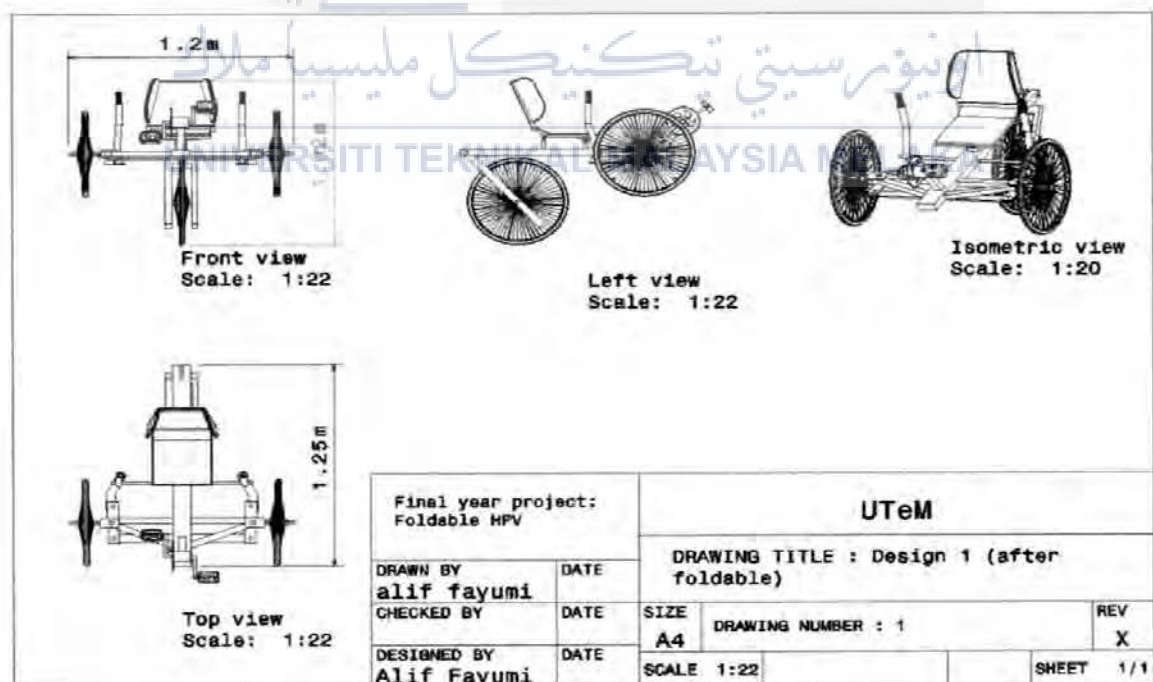 اونيۏرسيتي تيكنيكل مليسيا ملاك
UNIVERSITI TEKNIKAL MALAYSIA MELAKA
1.2m
Front view
Scale: 1:22
Left view
Scale: 1:22
Isometric view
Scale: 1:20
1.25m
Top view
Scale: 1:22
Final year project:
Foldable HPV
DRAWN BY
alif fayumi
DATE
CHECKED BY
DATE
DESIGNED BY
Alif Fayumi
DATE
UTeM
DRAWING TITLE : Design 1 (after
foldable)
SIZE
A4
DRAWING NUMBER : 1
REV
X
SCALE 1:22
SHEET 1/1